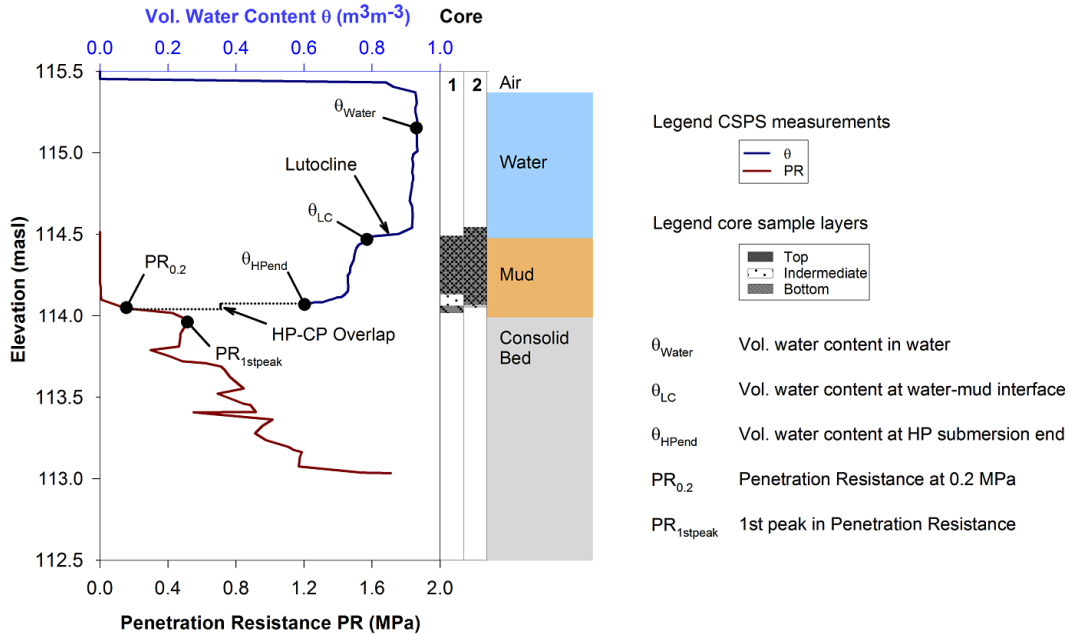 Vol. Water Content θ (m³m-³) Core
0.0 0.2 0.4 0.6 0.8 1.0
115.5
115.0
114.5
114.0
113.5
113.0
112.5
Elevation (masl)
1 2
Air
Water
Mud
Consolid
Bed
θWater
Lutocline
θLC
θHPend
PR0.2
HP-CP Overlap
PR1stpeak
0.0 0.4 0.8 1.2 1.6 2.0
Penetration Resistance PR (MPa)
Legend CSPS measurements
θ
PR
Legend core sample layers
Top
Indermediate
Bottom
θWater Vol. water content in water
θLC Vol. water content at water-mud interface
θHPend Vol. water content at HP submersion end
PR0.2 Penetration Resistance at 0.2 MPa
PR1stpeak 1st peak in Penetration Resistance